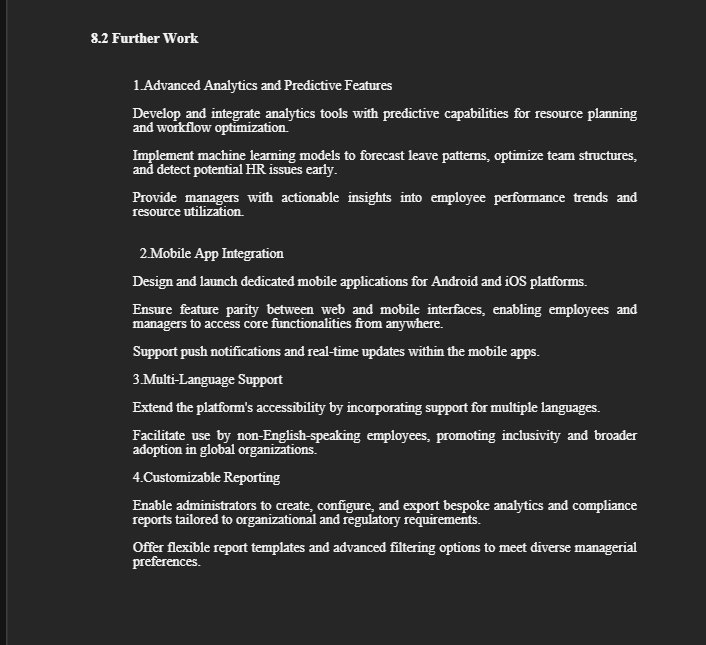 8.2 Further Work
1.Advanced Analytics and Predictive Features
Develop and integrate analytics tools with predictive capabilities for resource planning
and workflow optimization.
Implement machine learning models to forecast leave patterns, optimize team structures,
and detect potential HR issues early.
Provide managers with actionable insights into employee performance trends and
resource utilization.
2.Mobile App Integration
Design and launch dedicated mobile applications for Android and iOS platforms.
Ensure feature parity between web and mobile interfaces, enabling employees and
managers to access core functionalities from anywhere.
Support push notifications and real-time updates within the mobile apps.
3.Multi-Language Support
Extend the platform's accessibility by incorporating support for multiple languages.
Facilitate use by non-English-speaking employees, promoting inclusivity and broader
adoption in global organizations.
4.Customizable Reporting
Enable administrators to create, configure, and export bespoke analytics and compliance
reports tailored to organizational and regulatory requirements.
Offer flexible report templates and advanced filtering options to meet diverse managerial
preferences.